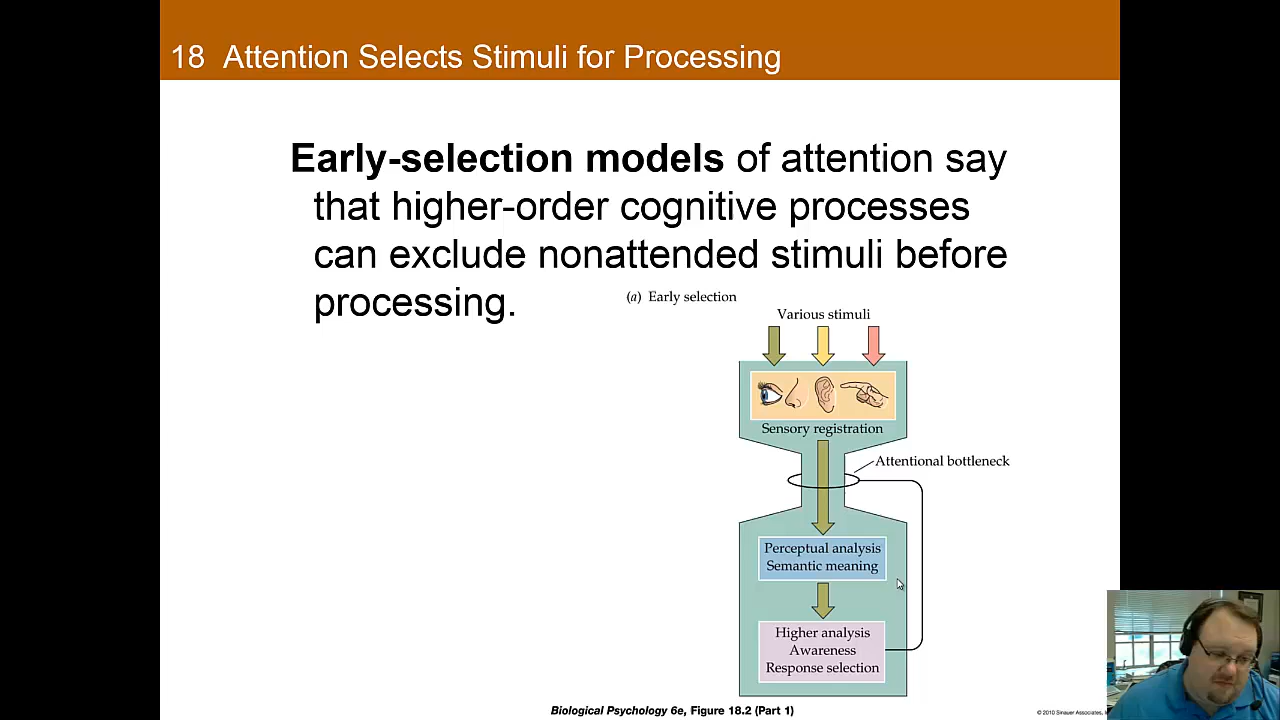 18 Attention Selects Stimuli for Processing
Early-selection models of attention say
that higher-order cognitive processes
can exclude nonattended stimuli before
processing.
(a) Early selection
Various stimuli
Sensory registration
Attentional bottleneck
Perceptual analysis
Semantic meaning
Higher analysis
Awareness
Response selection
Biological Psychology 6e, Figure 18.2 (Part 1)
© 2010 Sinauer Associates,